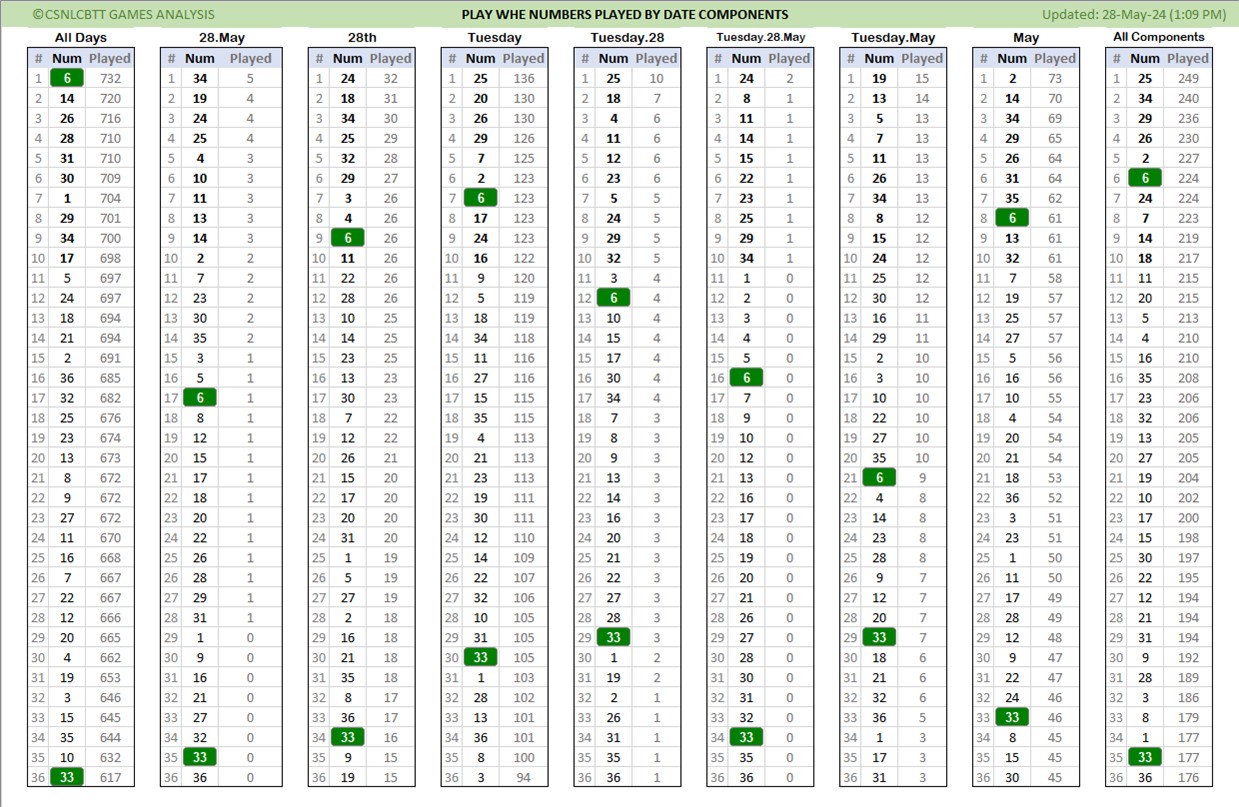 ©CSNLCBTT GAMES ANALYSIS PLAY WHE NUMBERS PLAYED BY DATE COMPONENTS Updated: 28-May-24 (1:09 PM)
All Days 28.May 28th Tuesday Tuesday.28 Tuesday.28.May Tuesday.May May All Components
# Num Played # Num Played # Num Played # Num Played # Num Played # Num Played # Num Played # Num Played # Num Played
1 6 732 1 34 5 1 24 32 1 25 136 1 25 10 1 24 2 1 19 15 1 2 73 1 25 249
2 14 720 2 19 4 2 18 31 2 20 130 2 18 7 2 8 1 2 13 14 2 14 70 2 34 240
3 26 716 3 24 4 3 34 30 3 26 130 3 4 6 3 11 1 3 5 13 3 34 69 3 29 236
4 28 710 4 25 4 4 25 29 4 29 126 4 11 6 4 14 1 4 7 13 4 29 65 4 26 230
5 31 710 5 4 3 5 32 28 5 7 125 5 12 6 5 15 1 5 11 13 5 26 64 5 2 227
6 30 709 6 10 3 6 29 27 6 2 123 6 23 6 6 22 1 6 26 13 6 31 64 6 6 224
7 1 704 7 11 3 7 3 26 7 6 123 7 5 5 7 23 1 7 34 13 7 35 62 7 24 224
8 29 701 8 13 3 8 4 26 8 17 123 8 24 5 8 25 1 8 8 12 8 6 61 8 7 223
9 34 700 9 14 3 9 6 26 9 24 123 9 29 5 9 29 1 9 15 12 9 13 61 9 14 219
10 17 698 10 2 2 10 11 26 10 16 122 10 32 5 10 34 1 10 24 12 10 32 61 10 18 217
11 5 697 11 7 2 11 22 26 11 9 120 11 3 4 11 1 0 11 25 12 11 7 58 11 11 215
12 24 697 12 23 2 12 28 26 12 5 119 12 6 4 12 2 0 12 30 12 12 19 57 12 20 215
13 18 694 13 30 2 13 10 25 13 18 119 13 10 4 13 3 0 13 16 11 13 25 57 13 5 213
14 21 694 14 35 2 14 14 25 14 34 118 14 15 4 14 4 0 14 29 11 14 27 57 14 4 210
15 2 691 15 3 1 15 23 25 15 11 116 15 17 4 15 5 0 15 2 10 15 5 56 15 16 210
16 36 685 16 5 1 16 13 23 16 27 116 16 30 4 16 6 0 16 3 10 16 16 56 16 35 208
17 32 682 17 6 1 17 30 23 17 15 115 17 34 4 17 7 0 17 10 10 17 10 55 17 23 206
18 25 676 18 8 1 18 7 22 18 35 115 18 7 3 18 9 0 18 22 10 18 4 54 18 32 206
19 23 674 19 12 1 19 12 22 19 4 113 19 8 3 19 10 0 19 27 10 19 20 54 19 13 205
20 13 673 20 15 1 20 26 21 20 21 113 20 9 3 20 12 0 20 35 10 20 21 54 20 27 205
21 8 672 21 17 1 21 15 20 21 23 113 21 13 3 21 13 0 21 6 9 21 18 53 21 19 204
22 9 672 22 18 1 22 17 20 22 19 111 22 14 3 22 16 0 22 4 8 22 36 52 22 10 202
23 27 672 23 20 1 23 20 20 23 30 111 23 16 3 23 17 0 23 14 8 23 3 51 23 17 200
24 11 670 24 22 1 24 31 20 24 12 110 24 20 3 24 18 0 24 23 8 24 23 51 24 15 198
25 16 668 25 26 1 25 1 19 25 14 109 25 21 3 25 19 0 25 28 8 25 1 50 25 30 197
26 7 667 26 28 1 26 5 19 26 22 107 26 22 3 26 20 0 26 9 7 26 11 50 26 22 195
27 22 667 27 29 1 27 27 19 27 32 106 27 27 3 27 21 0 27 12 7 27 17 49 27 12 194
28 12 666 28 31 1 28 2 18 28 10 105 28 28 3 28 26 0 28 20 7 28 28 49 28 21 194
29 20 665 29 1 0 29 16 18 29 31 105 29 33 3 29 27 0 29 33 7 29 12 48 29 31 194
30 4 662 30 9 0 30 21 18 30 33 105 30 1 2 30 28 0 30 18 6 30 9 47 30 9 192
31 19 653 31 16 0 31 35 18 31 1 103 31 19 2 31 30 0 31 21 6 31 22 47 31 28 189
32 3 646 32 21 0 32 8 17 32 28 102 32 2 1 32 31 0 32 32 6 32 24 46 32 3 186
33 15 645 33 27 0 33 36 17 33 13 101 33 26 1 33 32 0 33 36 5 33 33 46 33 8 179
34 35 644 34 32 0 34 33 16 34 36 101 34 31 1 34 33 0 34 1 3 34 8 45 34 1 177
35 10 632 35 33 0 35 9 15 35 8 100 35 35 1 35 35 0 35 17 3 35 15 45 35 33 177
36 33 617 36 36 0 36 19 15 36 3 94 36 36 1 36 36 0 36 31 3 36 30 45 36 36 176